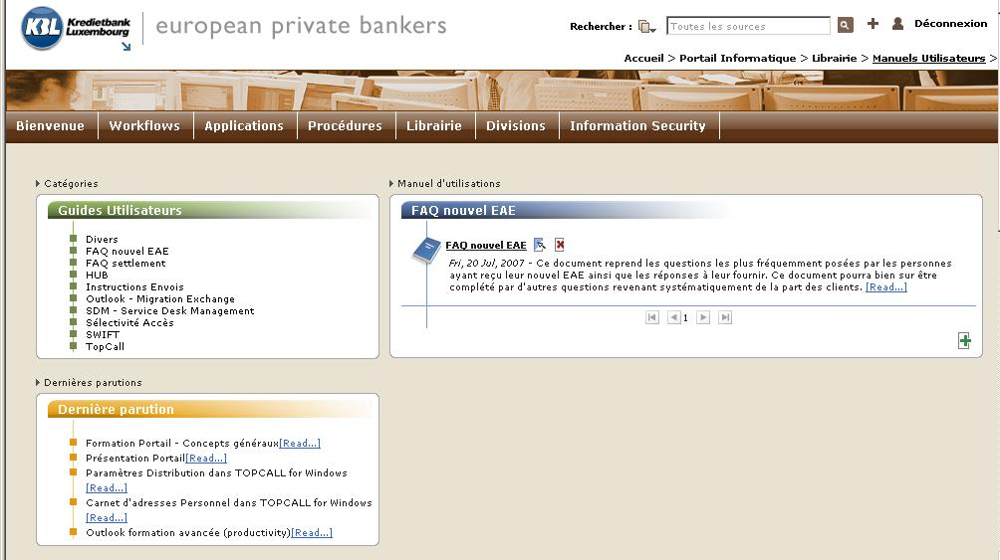 KBL Kredietbank Luxembourg
european private bankers
Rechercher : Toutes les sources Déconnexion
Accueil > Portail Informatique > Librairie > Manuels Utilisateurs >
Bienvenue Workflows Applications Procédures Librairie Divisions Information Security
Catégories
Guides Utilisateurs
Divers
FAQ nouvel EAE
FAQ settlement
HUB
Instructions Envois
Outlook - Migration Exchange
SDM - Service Desk Management
Sélectivité Accès
SWIFT
TopCall
Manuel d'utilisations
FAQ nouvel EAE
FAQ nouvel EAE
Fri, 20 Jul, 2007 - Ce document reprend les questions les plus fréquemment posées par les personnes
ayant reçu leur nouvel EAE ainsi que les réponses à leur fournir. Ce document pourra bien sur être
complété par d'autres questions revenant systématiquement de la part des clients. [Read...]
1
Dernières parutions
Dernière parution
Formation Portail - Concepts généraux[Read...]
Présentation Portail[Read...]
Paramètres Distribution dans TOPCALL for Windows
[Read...]
Carnet d'adresses Personnel dans TOPCALL for Windows
[Read...]
Outlook formation avancée (productivity)[Read...]